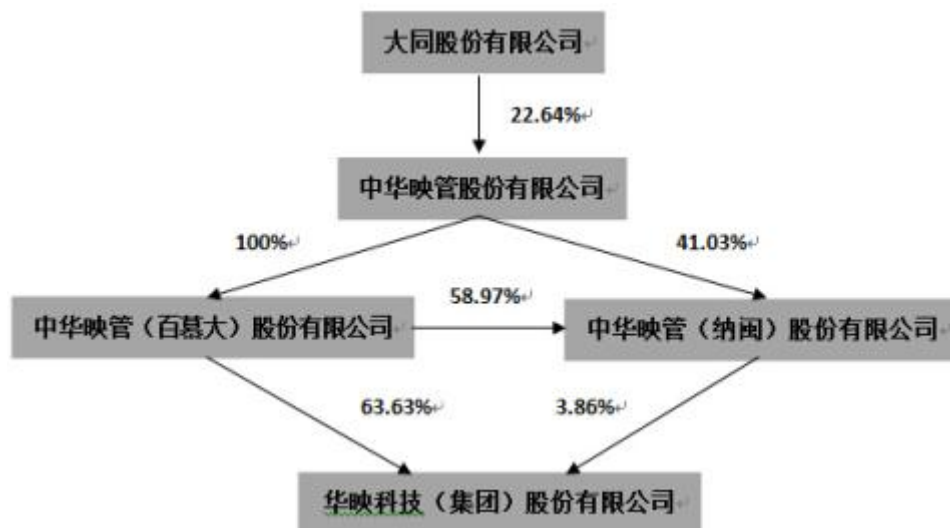 大同股份有限公司
22.64%
中华映管股份有限公司
100%
41.03%
58.97%
中华映管（百慕大）股份有限公司
中华映管（纳闽）股份有限公司
63.63%
3.86%
华映科技（集团）股份有限公司